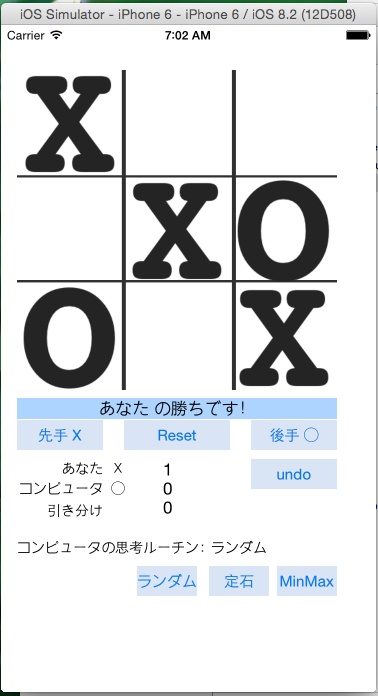 iOS Simulator - iPhone 6 - iPhone 6 / iOS 8.2 (12D508)
Carrier 7:02 AM
X
X O
O X
あなた の勝ちです！
先手 X Reset 後手 ◯
あなた X 1 undo
コンピュータ ◯ 0
引き分け 0
コンピュータの思考ルーチン： ランダム
ランダム 定石 MinMax